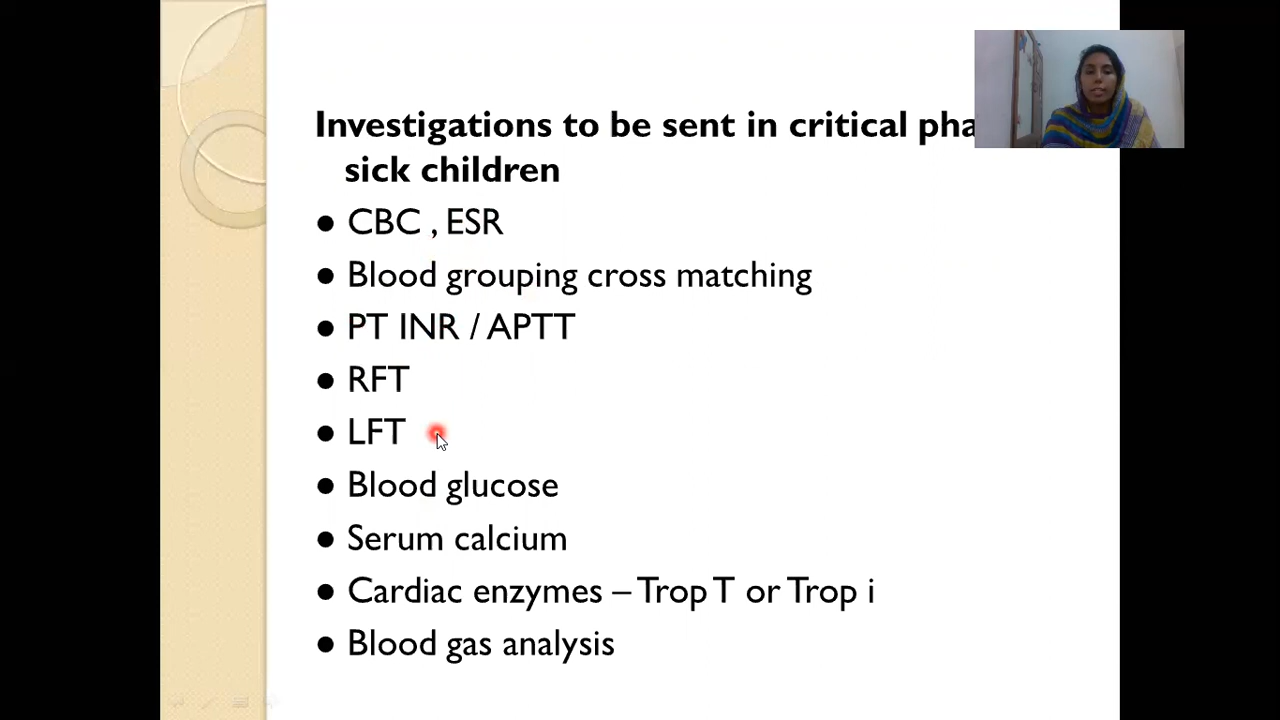 Investigations to be sent in critical
sick children
● CBC , ESR
● Blood grouping cross matching
● PT INR / APTT
● RFT
● LFT
● Blood glucose
● Serum calcium
● Cardiac enzymes – Trop T or Trop i
● Blood gas analysis